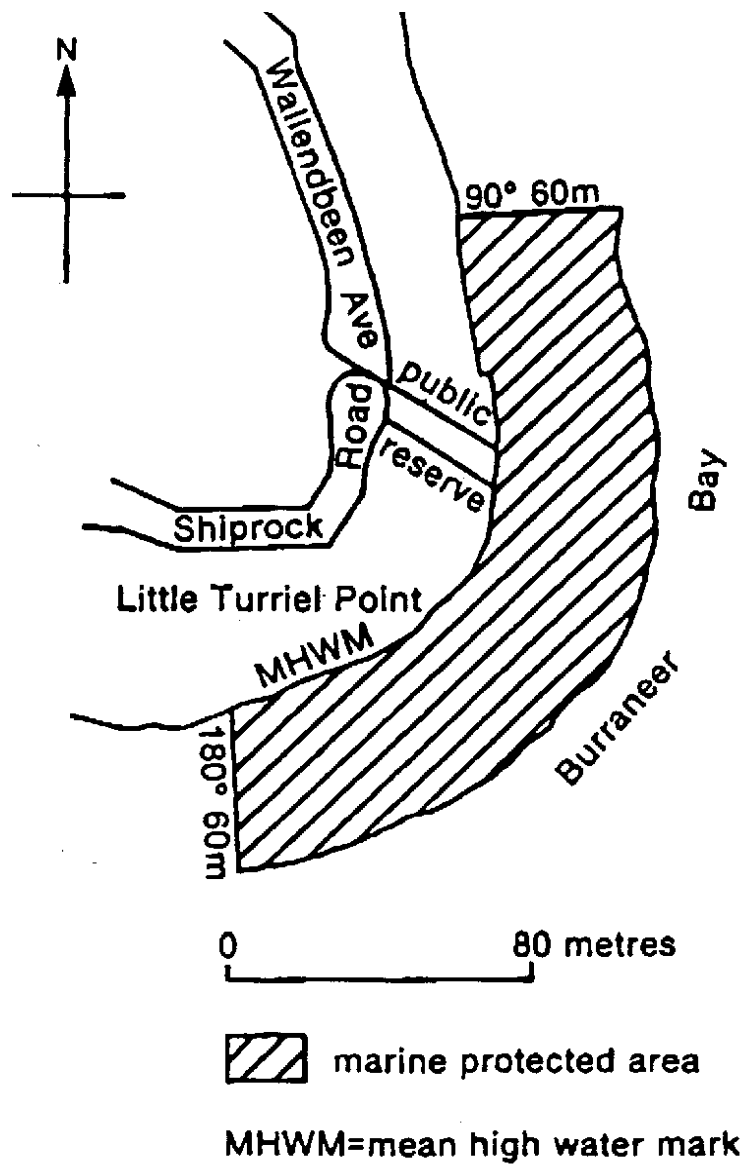 N
Wallendbeen Ave
90° 60m
public
reserve
Road
Shiprock
Bay
Little Turriel Point
MHWM
Burraneer
180° 60m
0 80 metres
marine protected area
MHWM=mean high water mark